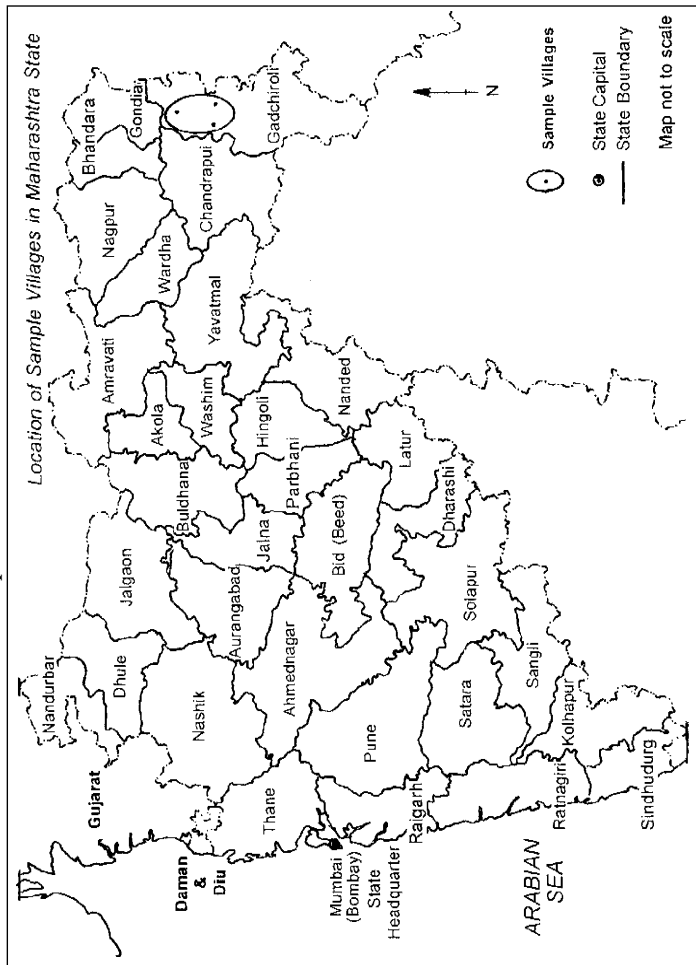 Location of Sample Villages in Maharashtra State
Nandurbar
Dhule
Jalgaon
Gujarat
Nashik
Daman
&
Diu
Thane
Aurangabad
Buldhana
Jalna
Akola
Amravati
Washim
Hingoli
Parbhani
Nanded
Yavatmal
Wardha
Nagpur
Bhandara
Gondiai
Chandrapui
Gadchiroli
Ahmednagar
Bid (Beed)
Latur
Dharashi
Mumbai
(Bombay)
State
Headquarter
Pune
Raigarh
Satara
Solapur
Sangli
Kolhapur
Ratnagiri
Sindhudurg
ARABIAN
SEA
N
Sample Villages
State Capital
State Boundary
Map not to scale